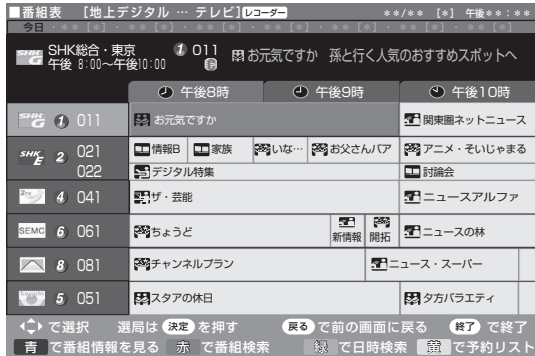 ■番組表 [地上デジタル … テレビ] レコーダー **/** [*] 午後**:**
今日
SHK総合・東京 1 011
午後 8:00〜午後10:00
お元気ですか 孫と行く人気のおすすめスポットへ
午後8時 午後9時 午後10時
SHK G 1 011 お元気ですか 関東圏ネットニュース
SHK E 2 021 情報B 家族 いな… お父さんバア アニメ・そいじゃまる
022 デジタル特集 討論会
4 041 ザ・芸能 ニュースアルファ
SEMC 6 061 ちょうど 新情報 開拓 ニュースの林
8 081 チャンネルプラン ニュース・スーパー
5 051 スタアの休日 夕方バラエティ
で選択 選局は 決定 を押す 戻る で前の画面に戻る 終了 で終了
青 で番組情報を見る 赤 で番組検索 緑 で日時検索 黄 で予約リスト